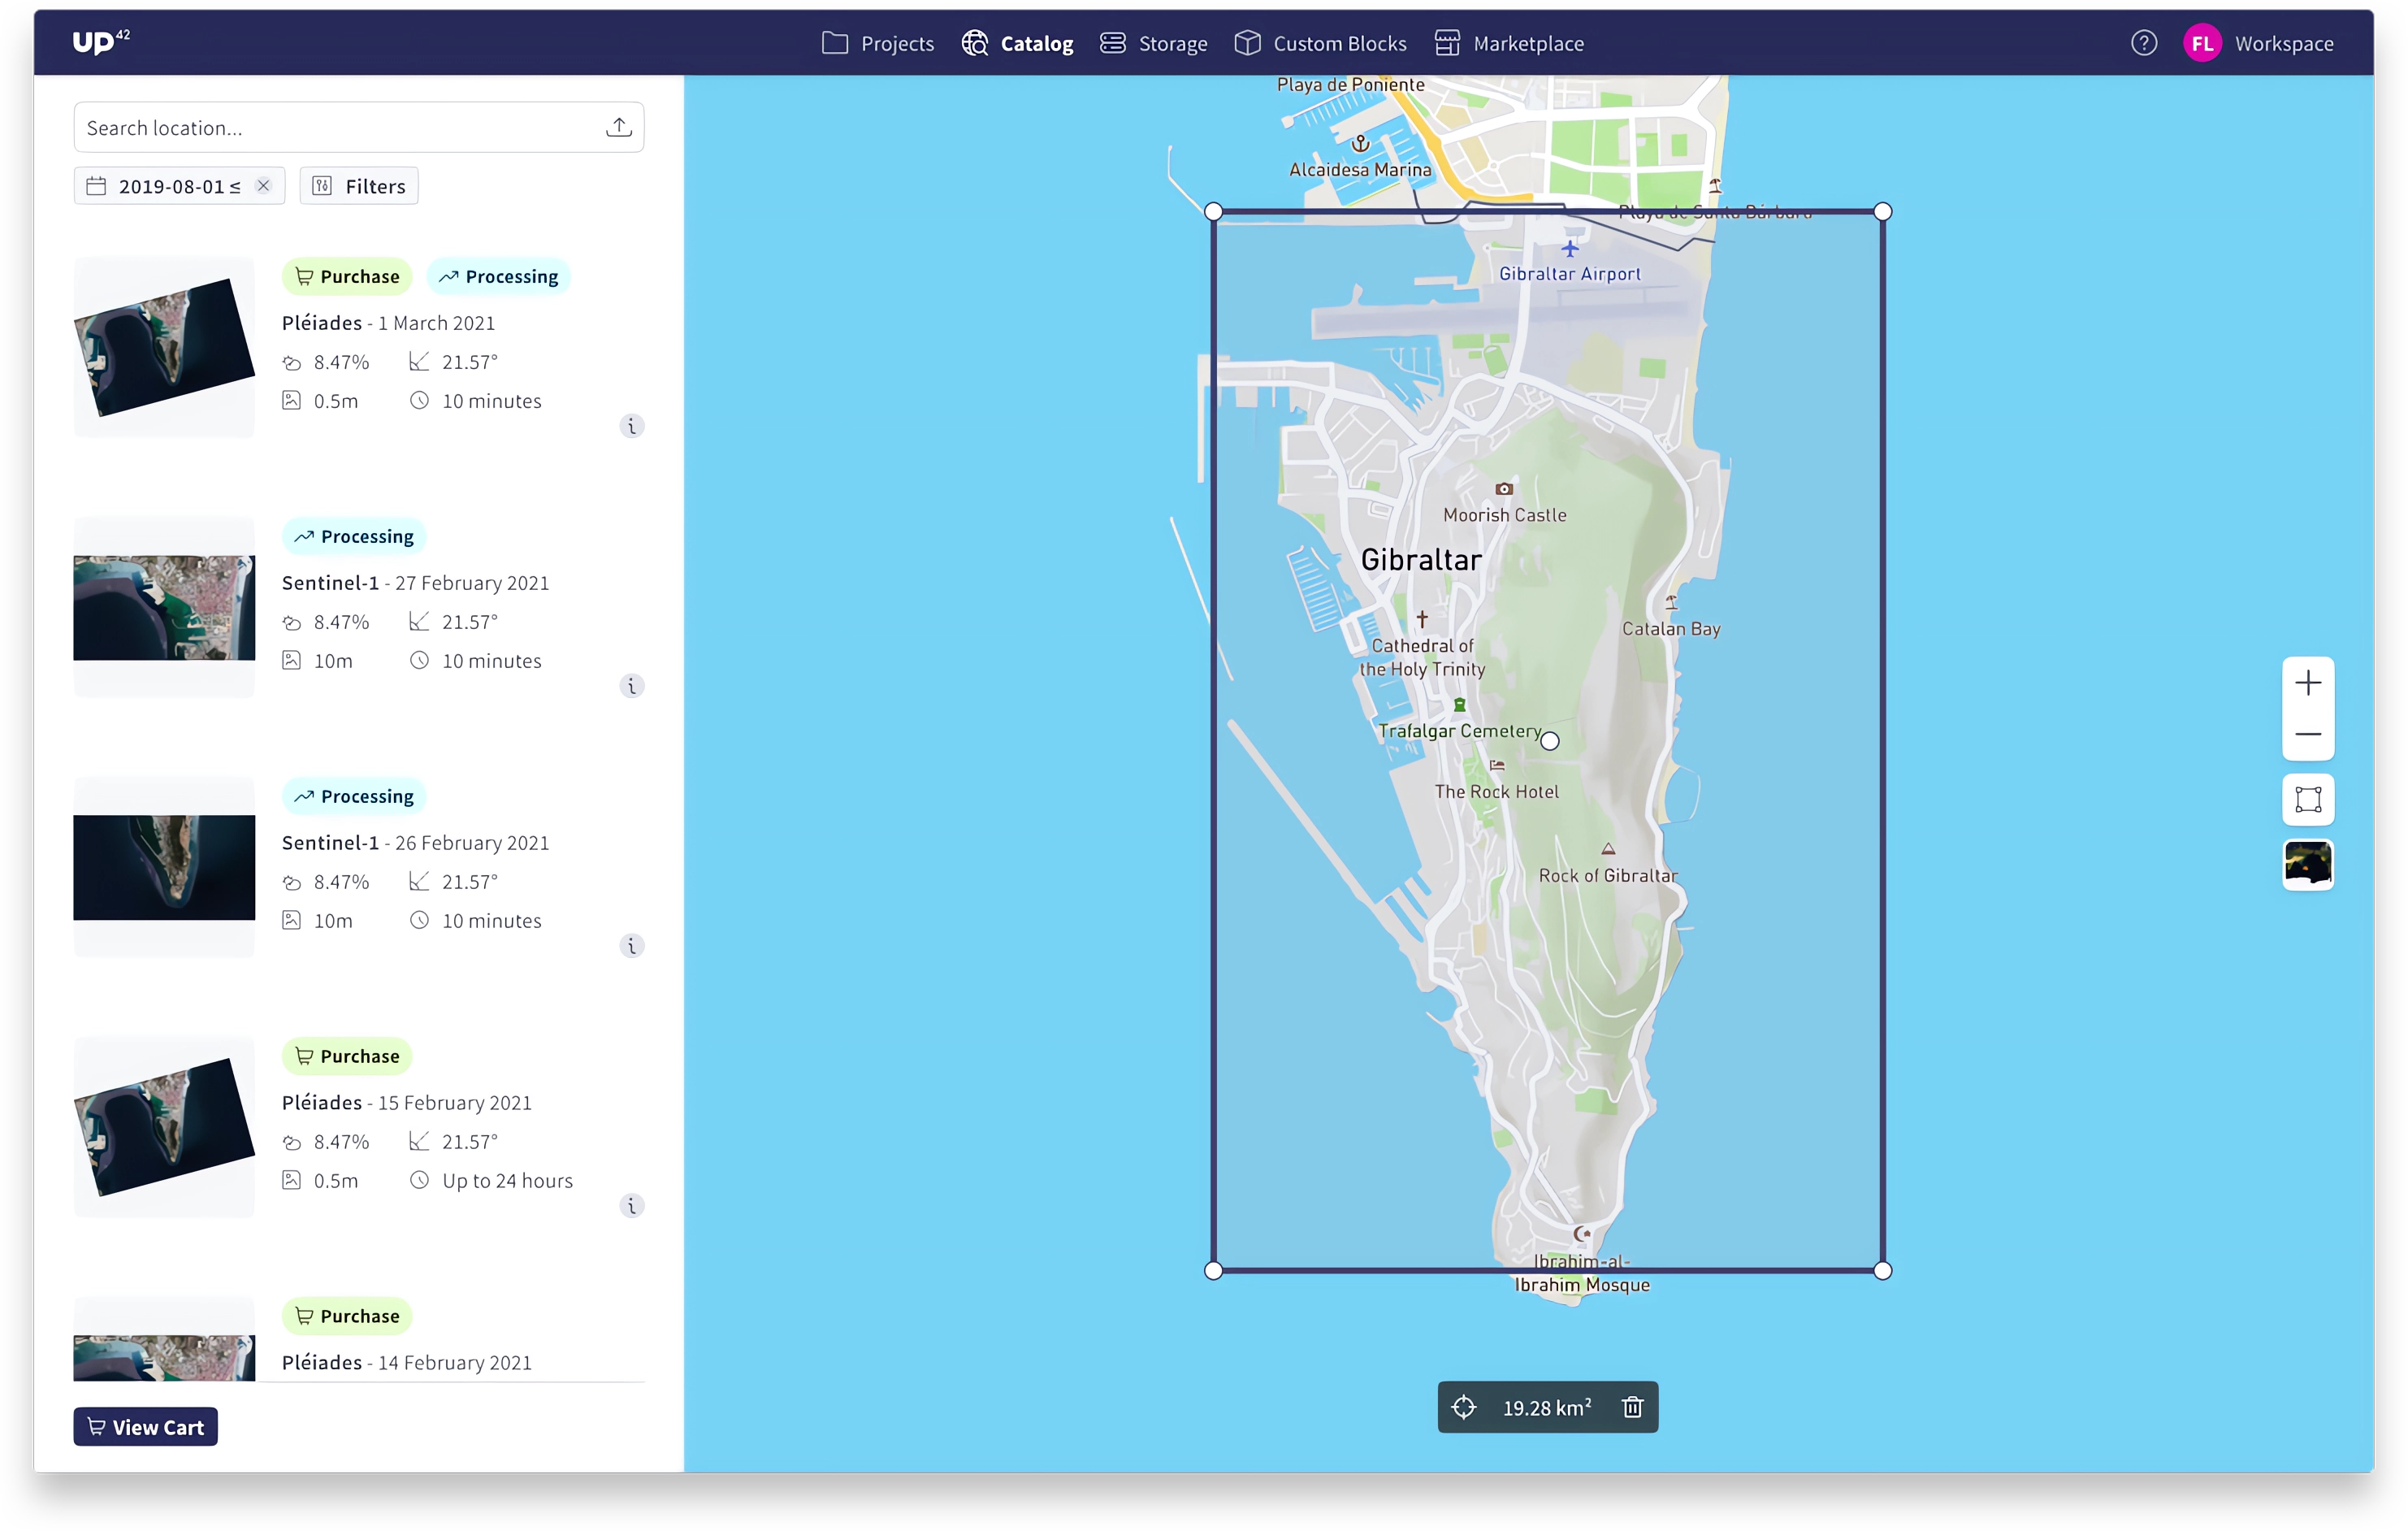 UP42
Projects
Catalog
Storage
Custom Blocks
Marketplace
FL
Workspace
Search location...
2019-08-01 ≤
Filters
Purchase
Processing
Pléiades - 1 March 2021
8.47%
21.57°
0.5m
10 minutes
Processing
Sentinel-1 - 27 February 2021
8.47%
21.57°
10m
10 minutes
Processing
Sentinel-1 - 26 February 2021
8.47%
21.57°
10m
10 minutes
Purchase
Pléiades - 15 February 2021
8.47%
21.57°
0.5m
Up to 24 hours
Purchase
Pléiades - 14 February 2021
View Cart
Playa de Poniente
Alcaidesa Marina
Playa de Santa Bárbara
Gibraltar Airport
Moorish Castle
Gibraltar
Catalan Bay
Cathedral of
the Holy Trinity
Trafalgar Cemetery
The Rock Hotel
Rock of Gibraltar
Ibrahim-al-
Ibrahim Mosque
19.28 km²